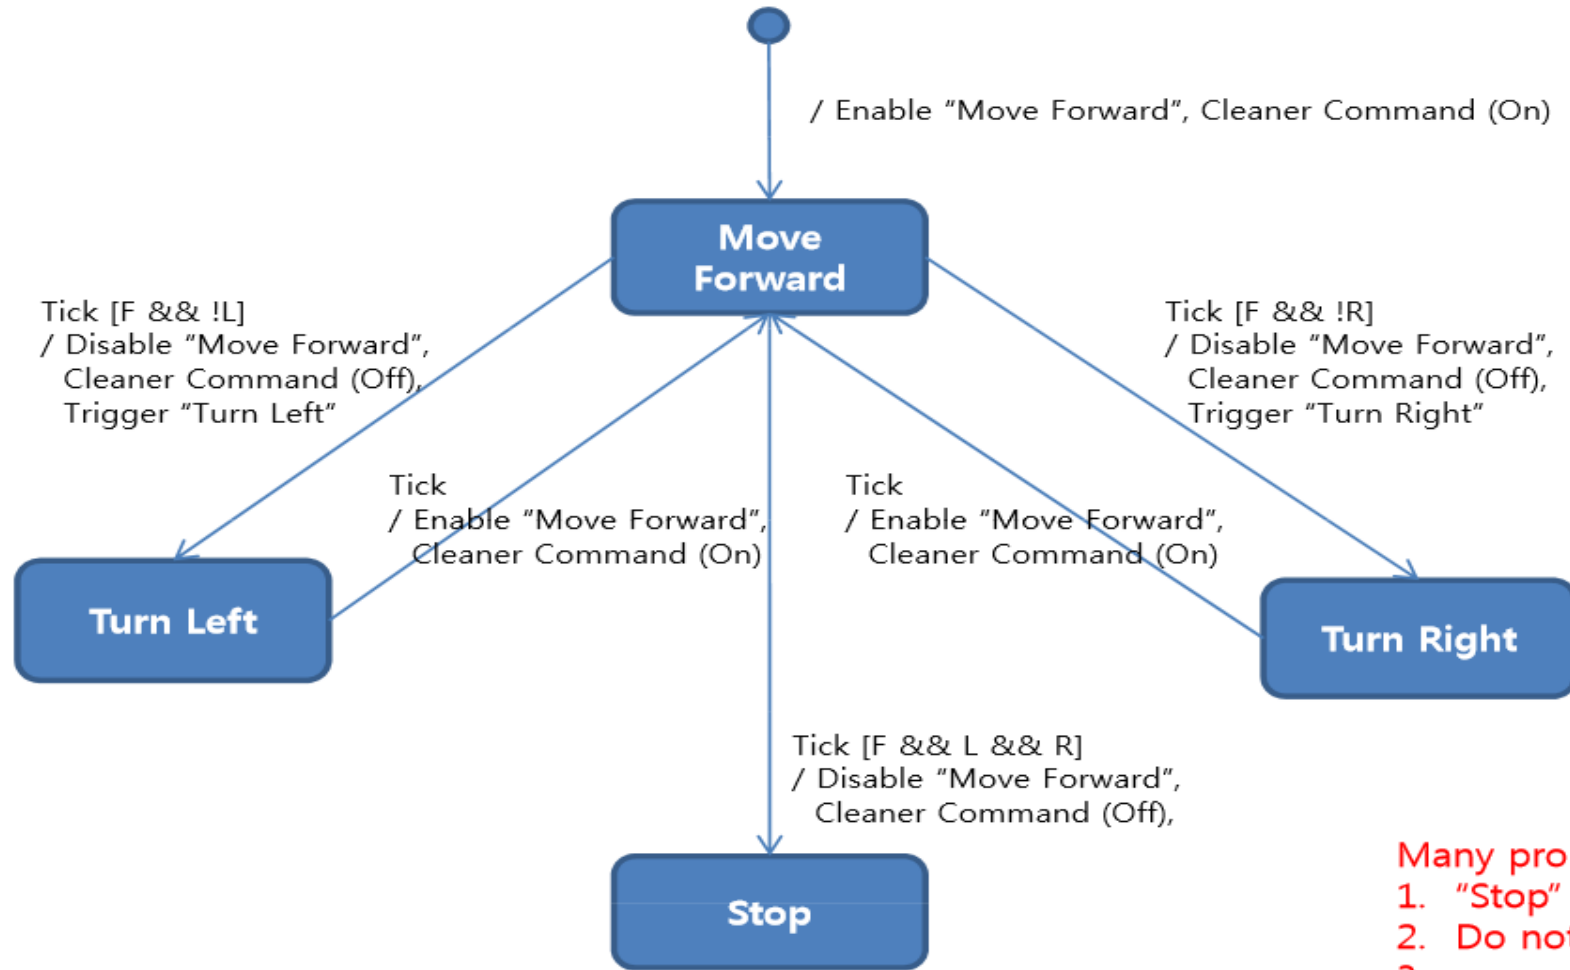 / Enable “Move Forward”, Cleaner Command (On)
Move
Forward
Tick [F && !L]
/ Disable “Move Forward”,
Cleaner Command (Off),
Trigger “Turn Left”
Tick [F && !R]
/ Disable “Move Forward”,
Cleaner Command (Off),
Trigger “Turn Right”
Tick
/ Enable “Move Forward”,
Cleaner Command (On)
Tick
/ Enable “Move Forward”,
Cleaner Command (On)
Turn Left
Turn Right
Tick [F && L && R]
/ Disable “Move Forward”,
Cleaner Command (Off),
Stop
Many
1. “Stop”
2. Do